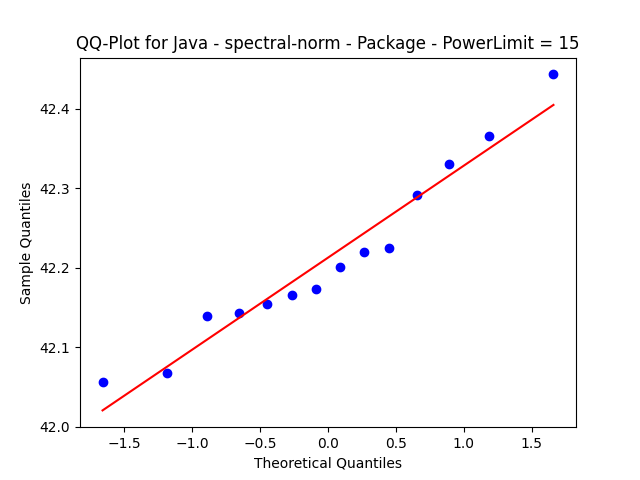 QQ-Plot for Java - spectral-norm - Package - PowerLimit = 15
42.4
42.3
42.2
42.1
42.0
Sample Quantiles
−1.5 −1.0 −0.5 0.0 0.5 1.0 1.5
Theoretical Quantiles